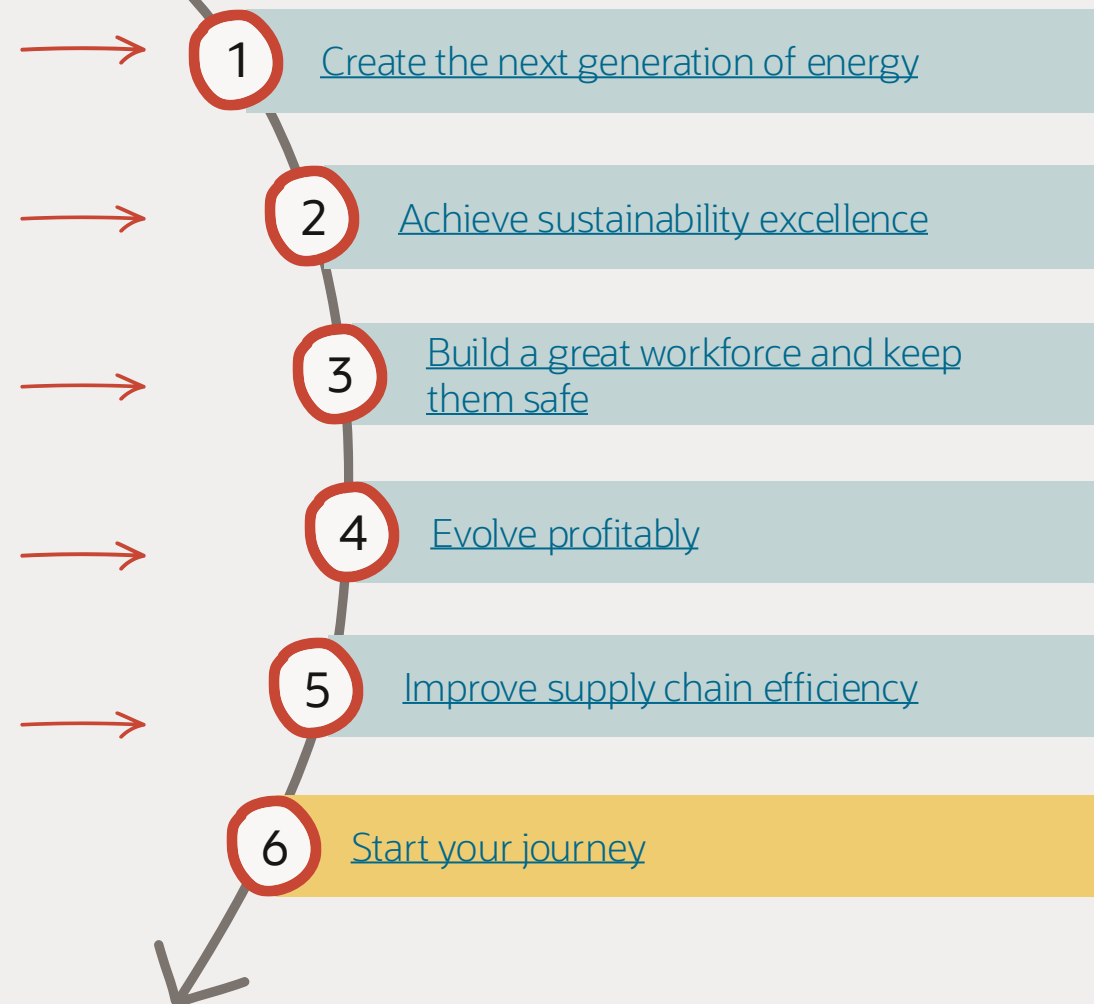 1 Create the next generation of energy
2 Achieve sustainability excellence
3 Build a great workforce and keep
them safe
4 Evolve profitably
5 Improve supply chain efficiency
6 Start your journey